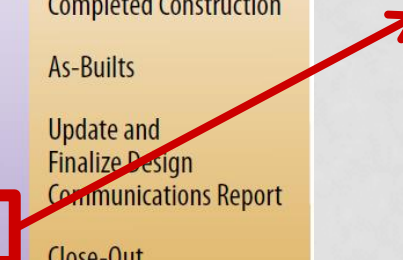 Completed Construction
As-Builts
Update and
Finalize Design
Communications Report
Close-Out